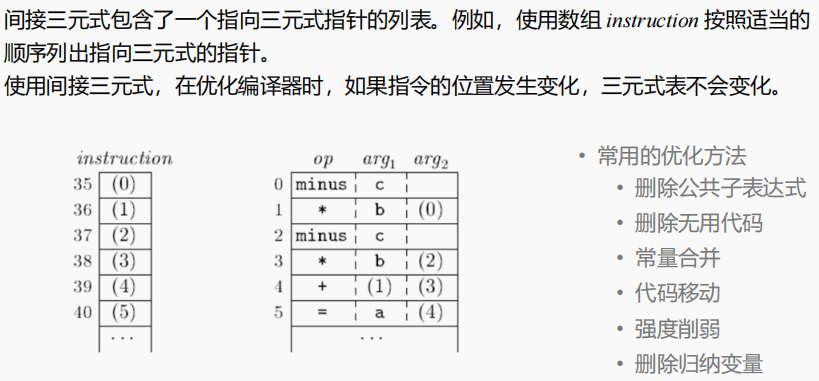 间接三元式包含了一个指向三元式指针的列表。例如，使用数组 instruction 按照适当的
顺序列出指向三元式的指针。
使用间接三元式，在优化编译器时，如果指令的位置发生变化，三元式表不会变化。
instruction
35 (0)
36 (1)
37 (2)
38 (3)
39 (4)
40 (5)
...
op arg1 arg2
0 minus c
1 * b (0)
2 minus c
3 * b (2)
4 + (1) (3)
5 = a (4)
...
• 常用的优化方法
• 删除公共子表达式
• 删除无用代码
• 常量合并
• 代码移动
• 强度削弱
• 删除归纳变量